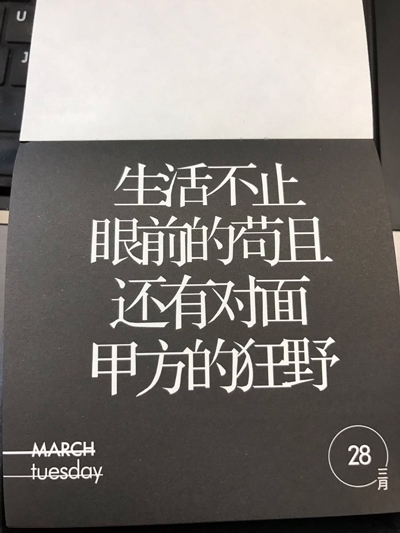 U
J
生活不止
眼前的苟且
还有对面
甲方的狂野
MARCH
tuesday
28
三月